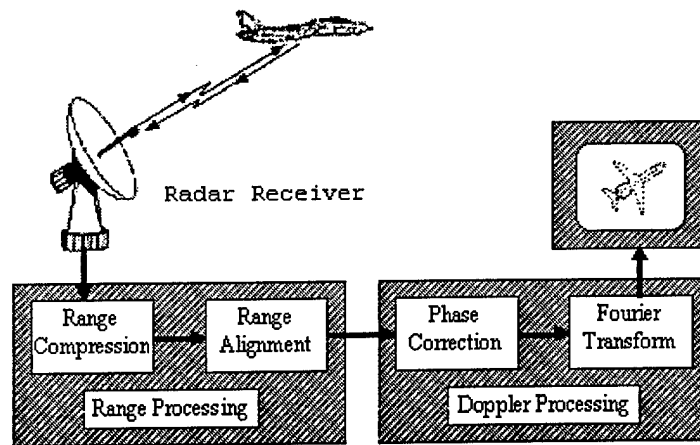 Radar Receiver
Range
Compression
Range
Alignment
Range Processing
Phase
Correction
Fourier
Transform
Doppler Processing